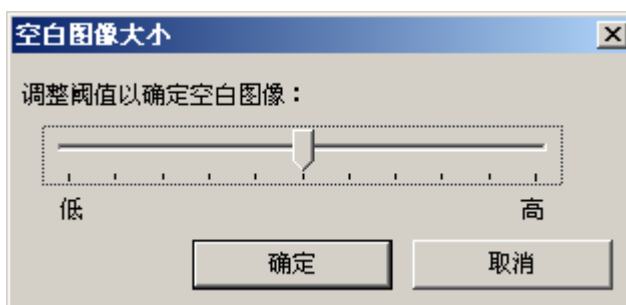 空白图像大小
调整阈值以确定空白图像：
低 高
确定 取消